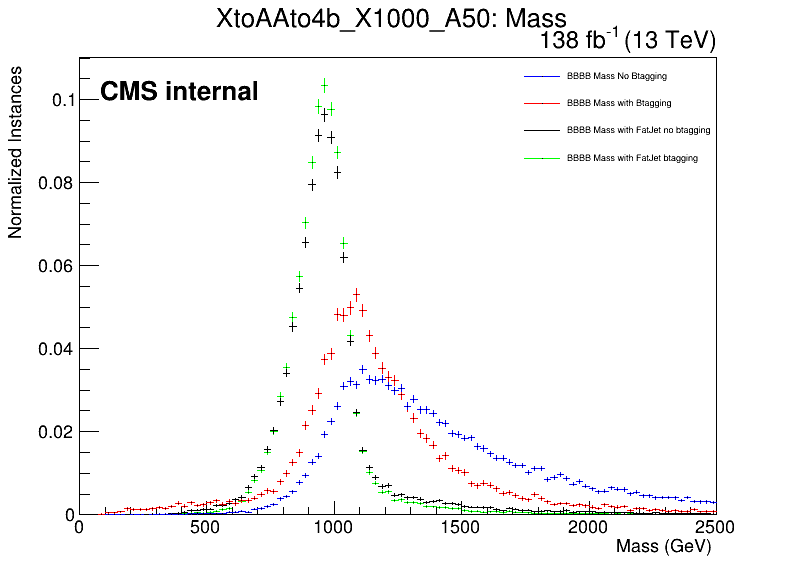 XtoAAto4b_X1000_A50: Mass
138 fb-1 (13 TeV)
CMS internal
BBBB Mass No Btagging
BBBB Mass with Btagging
BBBB Mass with FatJet no btagging
BBBB Mass with FatJet btagging
Normalized Instances
0.1
0.08
0.06
0.04
0.02
0
0 500 1000 1500 2000 2500
Mass (GeV)